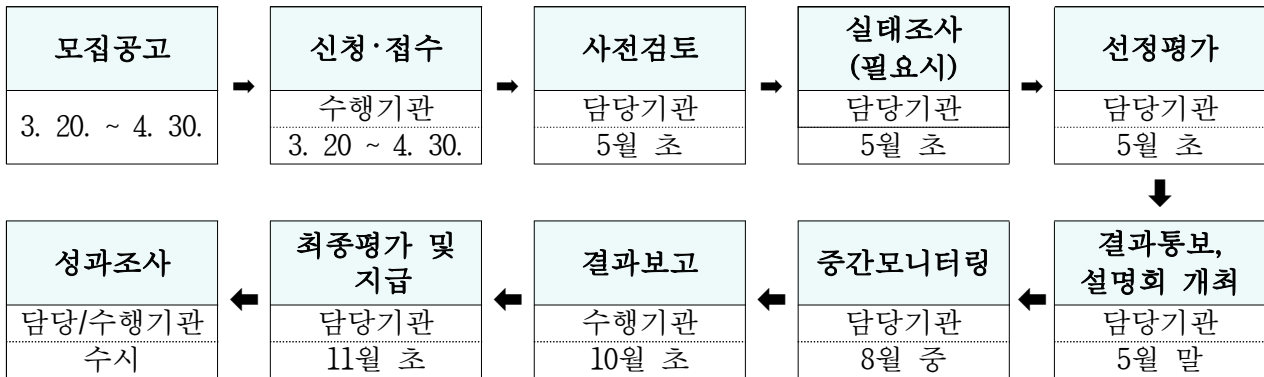 모집공고
3. 20. ~ 4. 30.
신청·접수
수행기관
3. 20 ~ 4. 30.
사전검토
담당기관
5월 초
실태조사
(필요시)
담당기관
5월 초
선정평가
담당기관
5월 초
결과통보,
설명회 개최
담당기관
5월 말
중간모니터링
담당기관
8월 중
결과보고
수행기관
10월 초
최종평가 및
지급
담당기관
11월 초
성과조사
담당/수행기관
수시